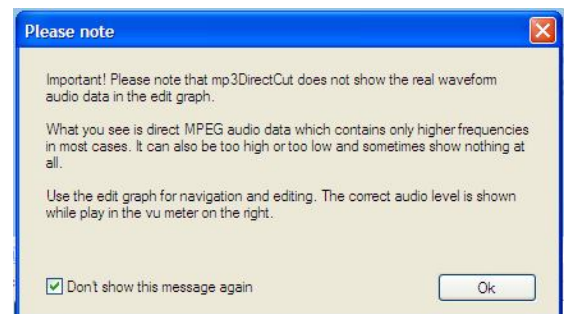 Please note
Important! Please note that mp3DirectCut does not show the real waveform
audio data in the edit graph.
What you see is direct MPEG audio data which contains only higher frequencies
in most cases. It can also be too high or too low and sometimes show nothing at
all.
Use the edit graph for navigation and editing. The correct audio level is shown
while play in the vu meter on the right.
Don't show this message again
Ok